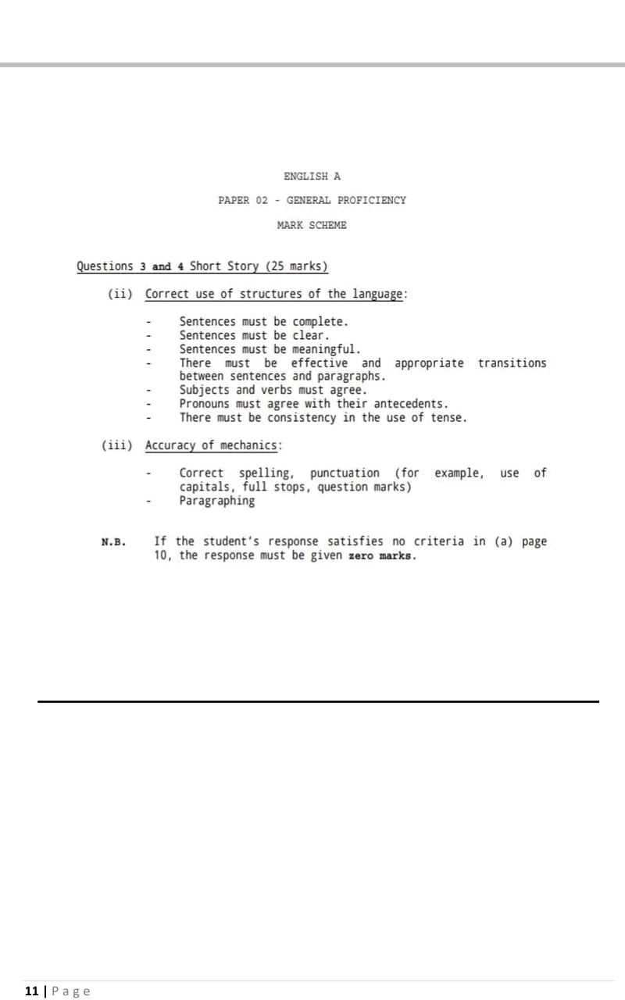 ENGLISH A
PAPER 02 - GENERAL PROFICIENCY
MARK SCHEME
Questions 3 and 4 Short Story (25 marks)
(ii) Correct use of structures of the language:
- Sentences must be complete.
- Sentences must be clear.
- Sentences must be meaningful.
- There must be effective and appropriate transitions
between sentences and paragraphs.
- Subjects and verbs must agree.
- Pronouns must agree with their antecedents.
- There must be consistency in the use of tense.
(iii) Accuracy of mechanics:
- Correct spelling, punctuation (for example, use of
capitals, full stops, question marks)
- Paragraphing
N.B. If the student's response satisfies no criteria in (a) page
10, the response must be given zero marks.
11 | Page